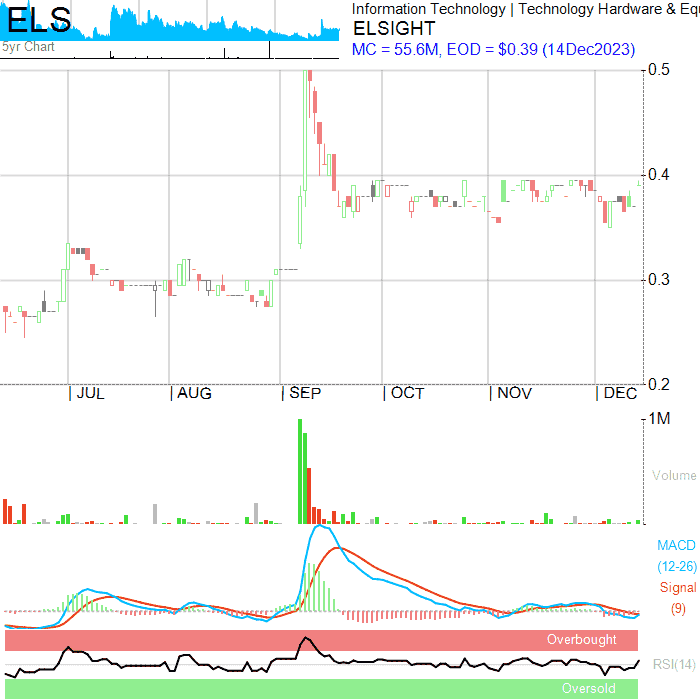 ELS
5yr Chart
Information Technology | Technology Hardware & Equ
ELSIGHT
MC = 55.6M, EOD = $0.39 (14Dec2023)
0.5
0.4
0.3
0.2
JUL AUG SEP OCT NOV DEC
1M
Volume
MACD
(12-26)
Signal
(9)
Overbought
RSI(14)
Oversold